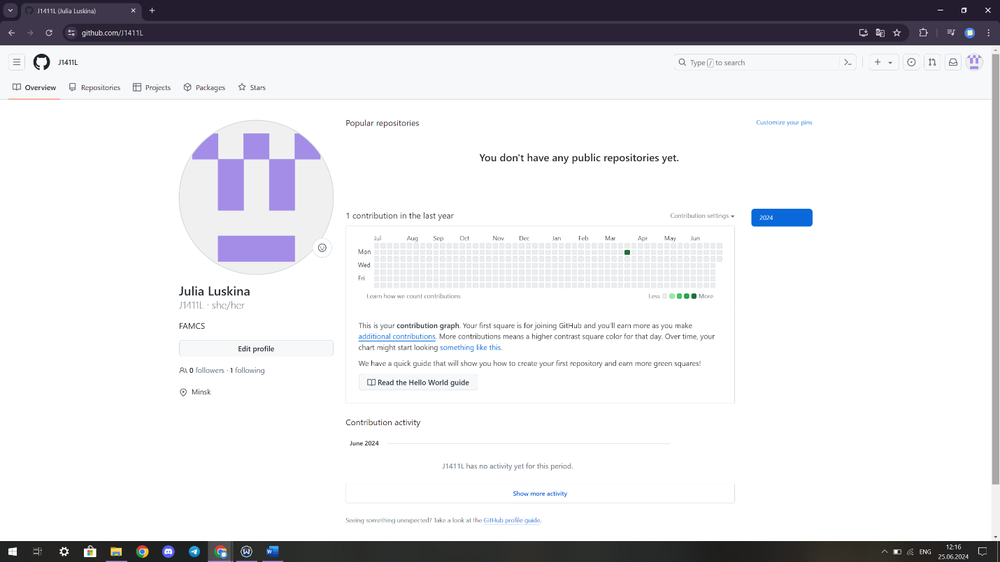 J1411L (Julia Luskina)
github.com/J1411L
J1411L
Type / to search
Overview
Repositories
Projects
Packages
Stars
Popular repositories
Customize your pins
You don't have any public repositories yet.
1 contribution in the last year
Contribution settings
2024
Jul Aug Sep Oct Nov Dec Jan Feb Mar Apr May Jun
Mon
Wed
Fri
Learn how we count contributions
Less
More
This is your contribution graph. Your first square is for joining GitHub and you'll earn more as you make
additional contributions. More contributions means a higher contrast square color for that day. Over time, your
chart might start looking something like this.
We have a quick guide that will show you how to create your first repository and earn more green squares!
Read the Hello World guide
Julia Luskina
J1411L · she/her
FAMCS
Edit profile
0 followers · 1 following
Minsk
Contribution activity
June 2024
J1411L has no activity yet for this period.
Show more activity
Seeing something unexpected? Take a look at the GitHub profile guide.
ENG
12:16
25.06.2024